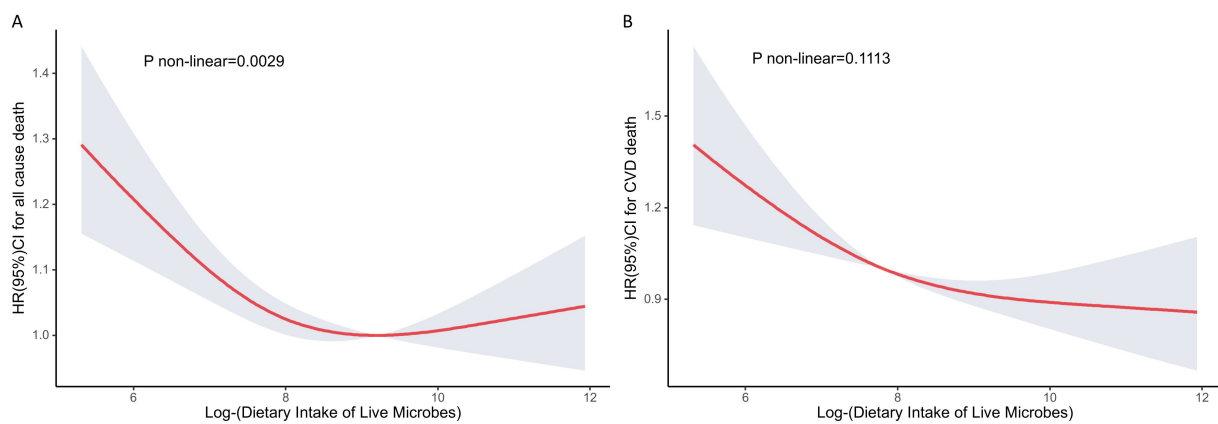 A
P non-linear=0.0029
HR(95%)CI for all cause death
1.4
1.3
1.2
1.1
1.0
6
8
10
12
Log-(Dietary Intake of Live Microbes)
B
P non-linear=0.1113
HR(95%)CI for CVD death
1.5
1.2
0.9
6
8
10
12
Log-(Dietary Intake of Live Microbes)